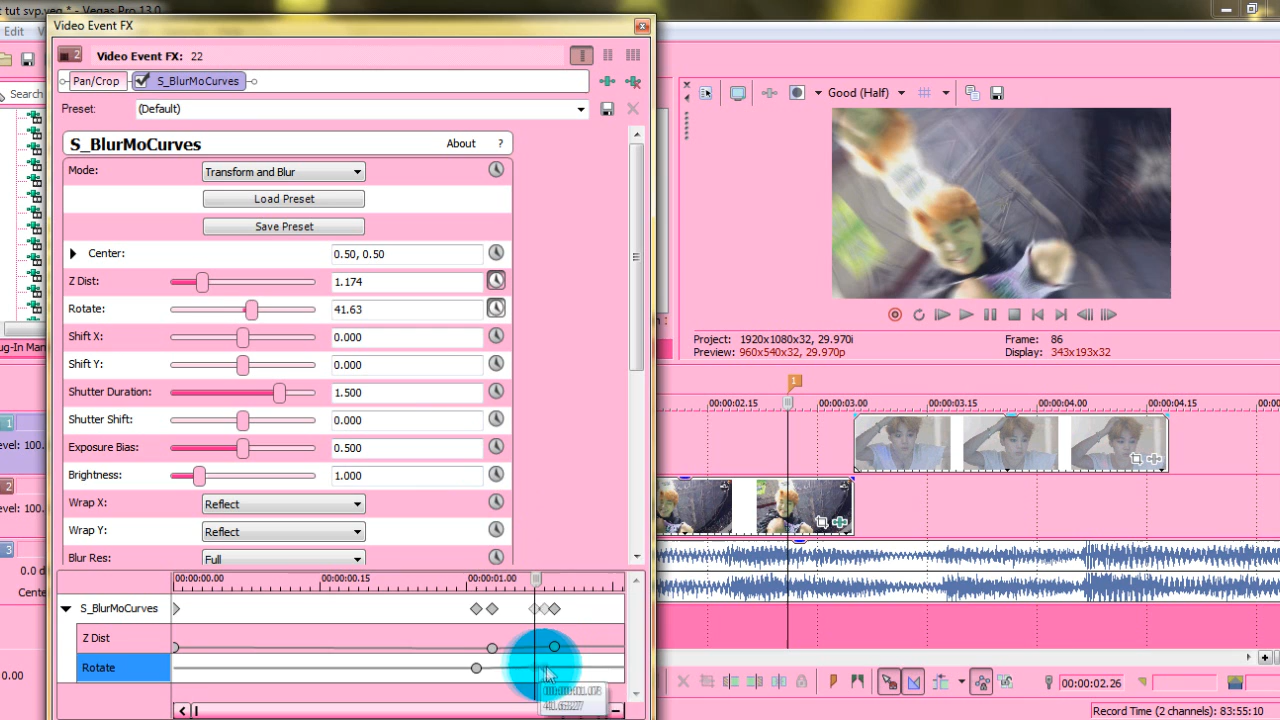 tut svp.veg * - Vegas Pro 13.0
Edit
Search
ug-In Man
1
evel: 100.
2
evel: 100.
3
0.0 d
Cente
0.00
Video Event FX
2
Video Event FX: 22
Pan/Crop
S_BlurMoCurves
Preset: (Default)
S_BlurMoCurves About ?
Mode: Transform and Blur
Load Preset
Save Preset
Center: 0.50, 0.50
Z Dist: 1.174
Rotate: 41.63
Shift X: 0.000
Shift Y: 0.000
Shutter Duration: 1.500
Shutter Shift: 0.000
Exposure Bias: 0.500
Brightness: 1.000
Wrap X: Reflect
Wrap Y: Reflect
Blur Res: Full
00:00:00.00 00:00:00.15 00:00:01.00
S_BlurMoCurves
Z Dist
Rotate
Good (Half)
Project: 1920x1080x32, 29.970i Frame: 86
Preview: 960x540x32, 29.970p Display: 343x193x32
1
00:00:02.15 00:00:03.00 00:00:03.15 00:00:04.00 00:00:04.15 00:00
00:00:02.26
Record Time (2 channels): 83:55:10